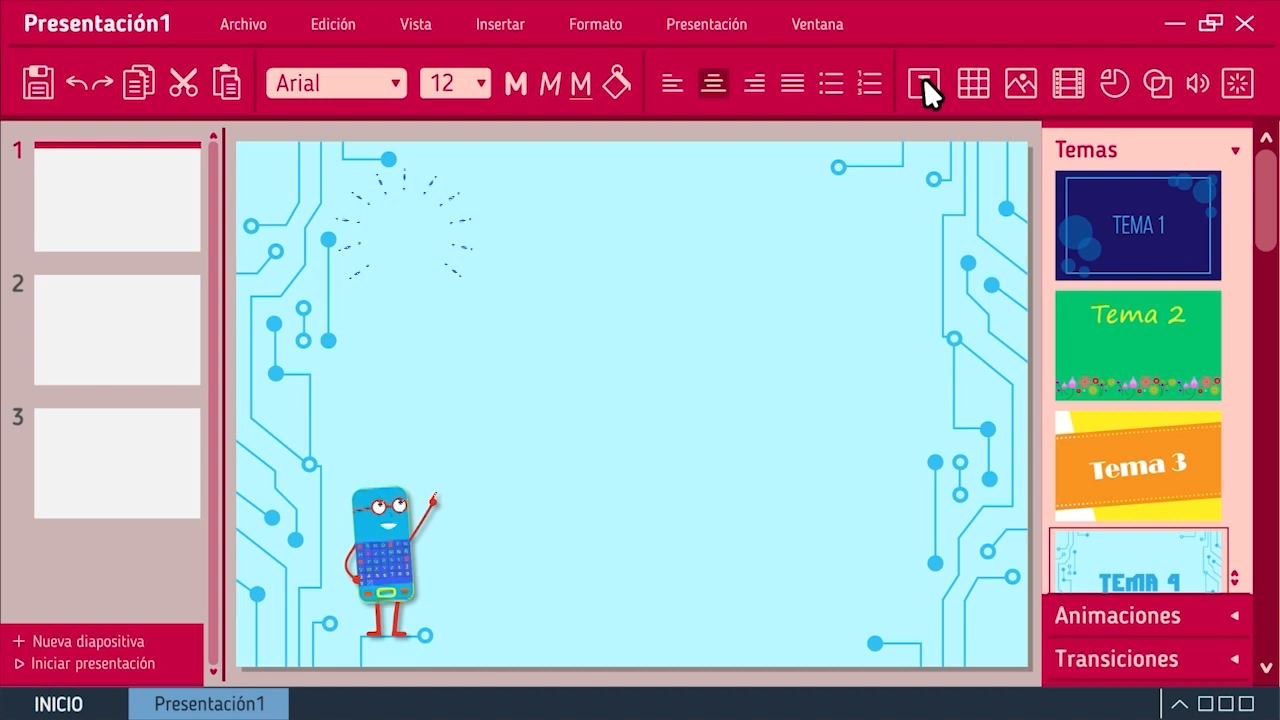 Presentación1 Archivo Edición Vista Insertar Formato Presentación Ventana
Arial 12 M M M
1
2
3
Temas
TEMA 1
Tema 2
Tema 3
TEMA 4
Animaciones
Transiciones
+ Nueva diapositiva
Iniciar presentación
INICIO Presentación1